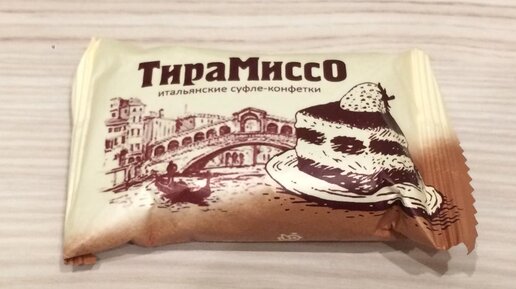 ТираМиссо
итальянские суфле-конфетки